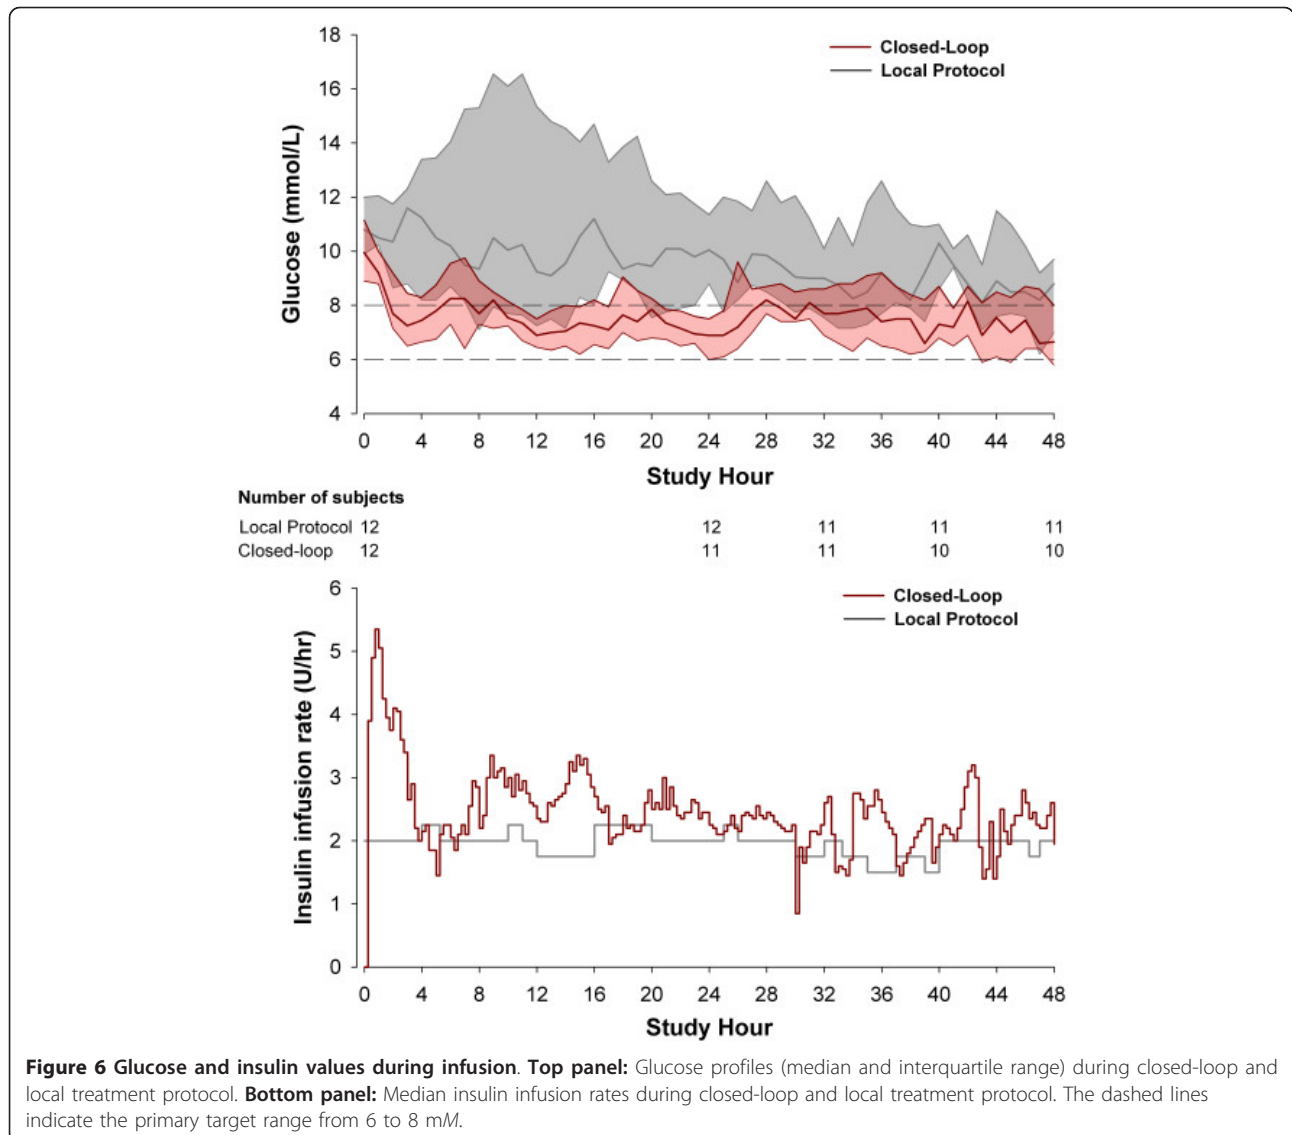 18
16
14
12
10
8
6
4
Glucose (mmol/L)
Closed-Loop
Local Protocol
0 4 8 12 16 20 24 28 32 36 40 44 48
Study Hour
Number of subjects
Local Protocol 12 12 11 11 11
Closed-loop 12 11 11 10 10
6
5
4
3
2
1
0
Insulin infusion rate (U/hr)
Closed-Loop
Local Protocol
0 4 8 12 16 20 24 28 32 36 40 44 48
Study Hour
Figure 6 Glucose and insulin values during infusion. Top panel: Glucose profiles (median and interquartile range) during closed-loop and
local treatment protocol. Bottom panel: Median insulin infusion rates during closed-loop and local treatment protocol. The dashed lines
indicate the primary target range from 6 to 8 mM.